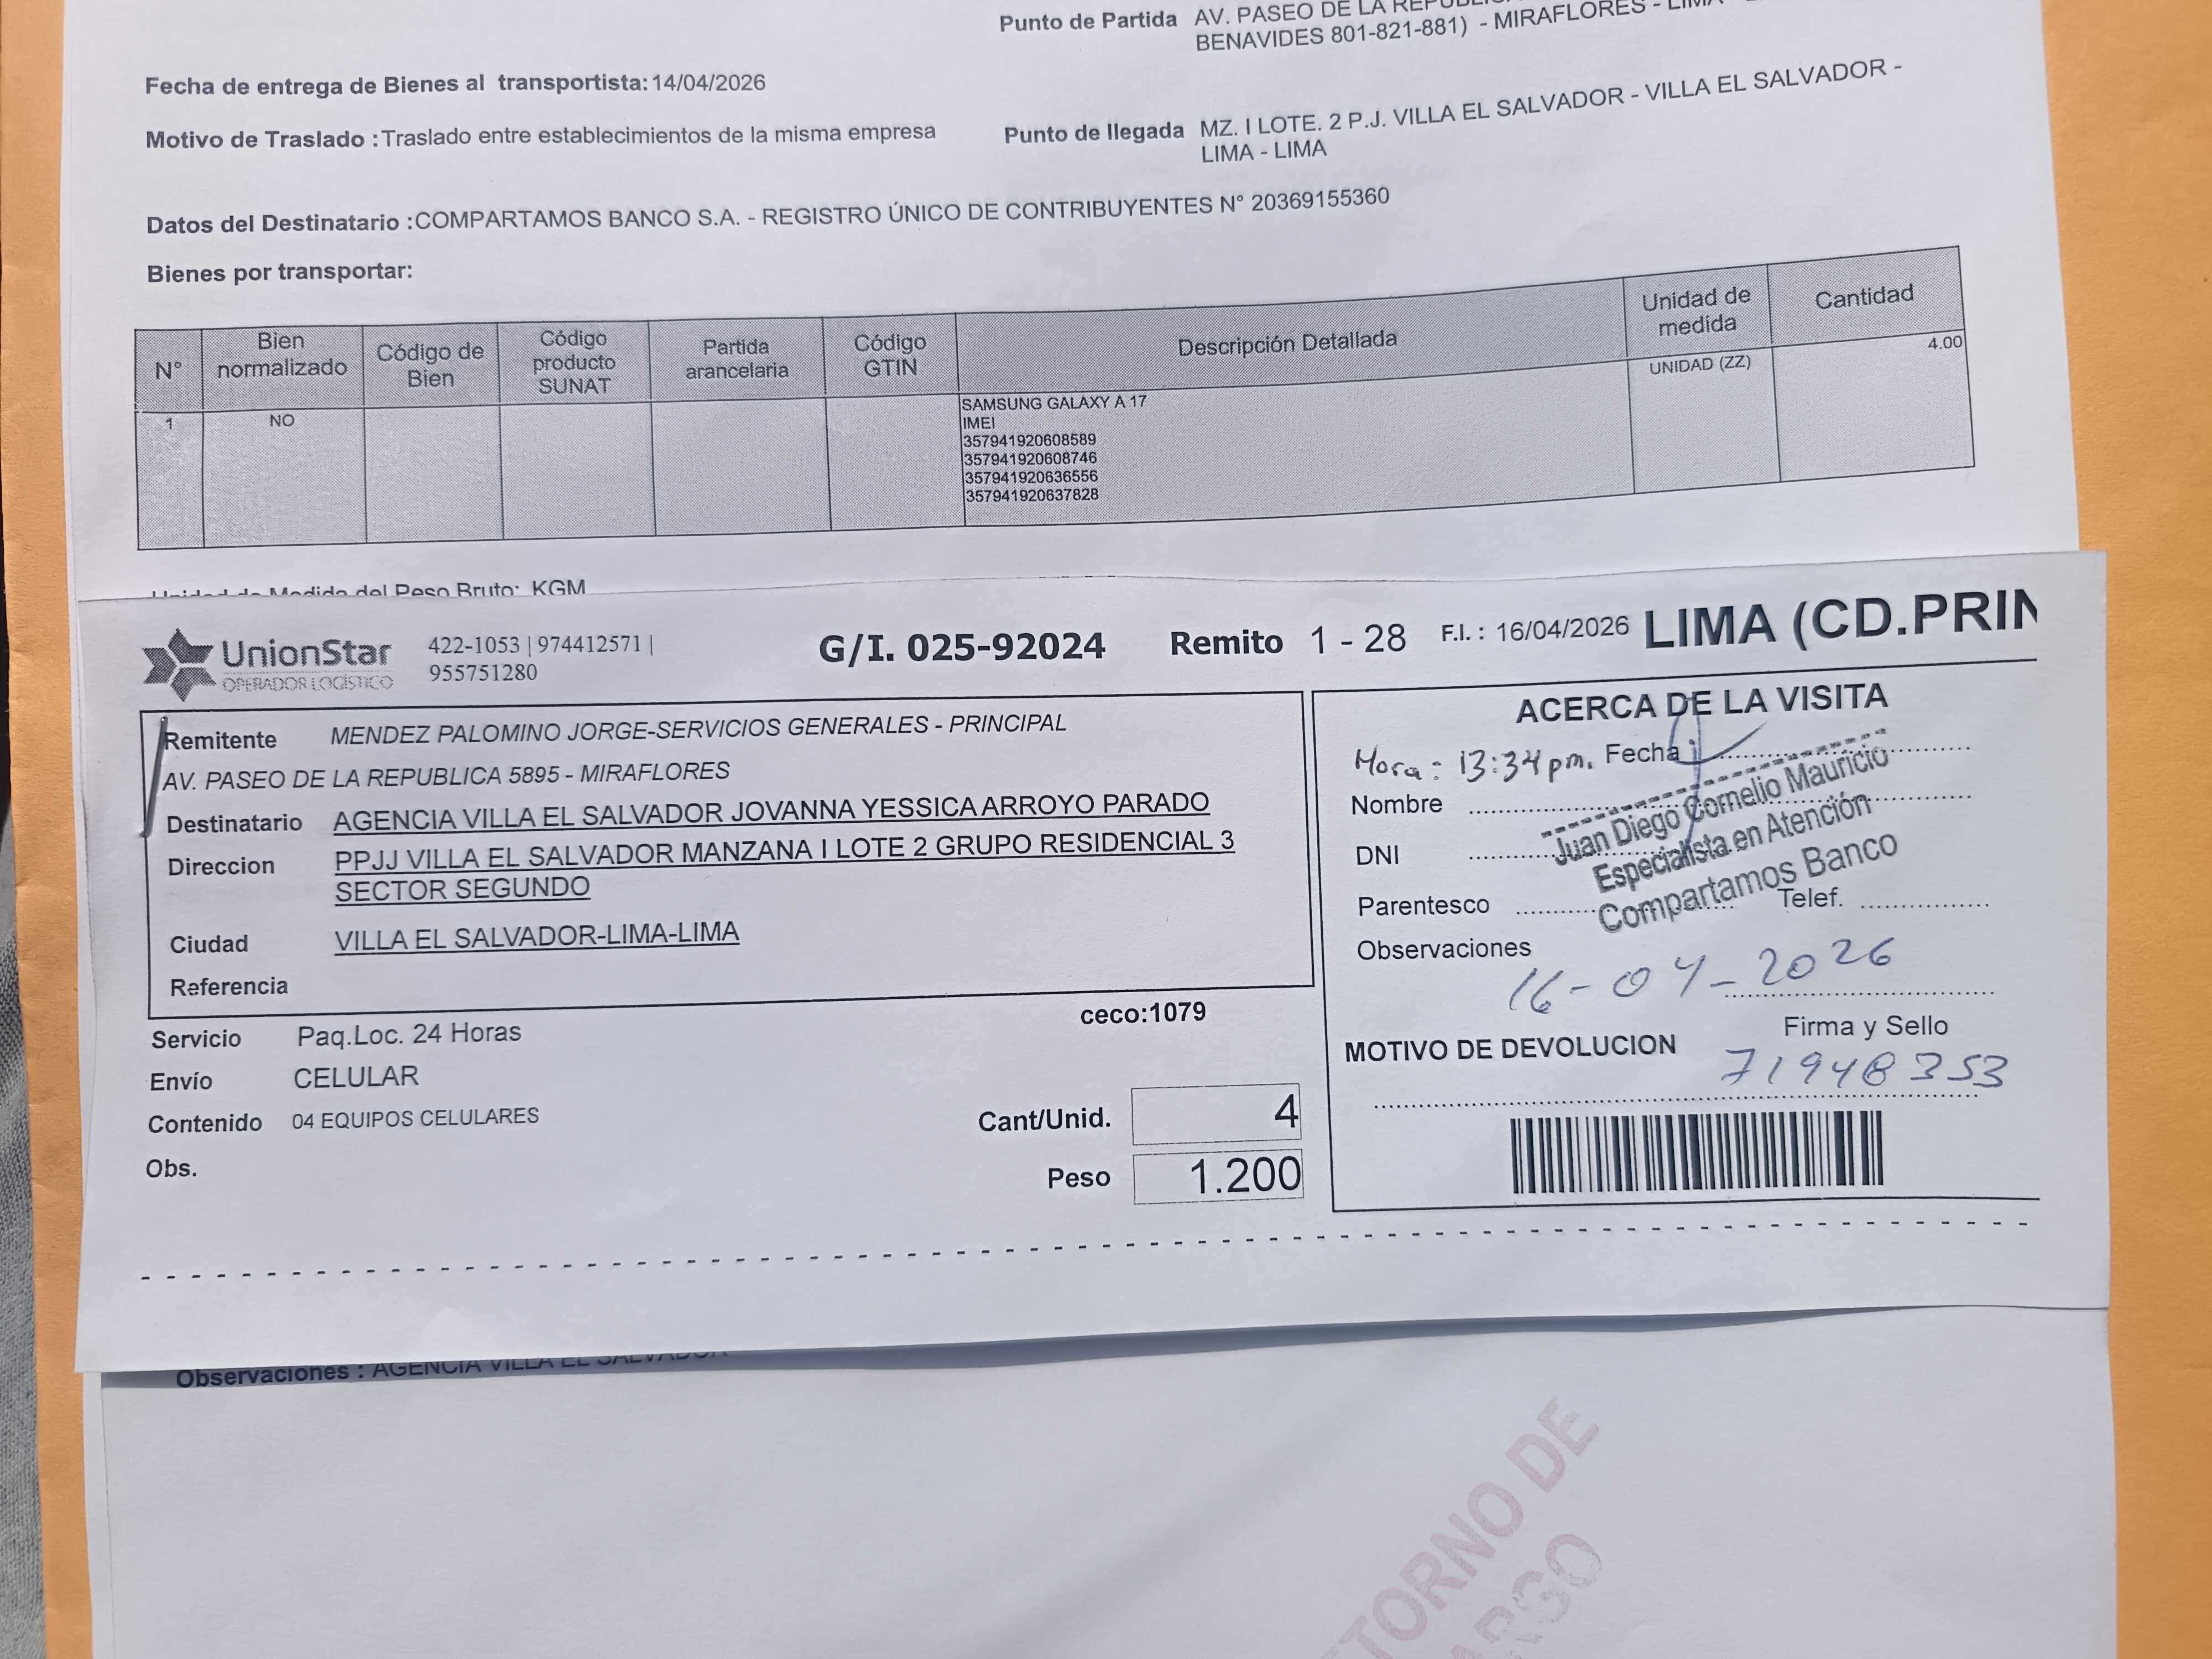 Punto de Partida AV. PASEO DE LA
BENAVIDES 801-821-881) - MIRAFLORES - LIMA -
Fecha de entrega de Bienes al transportista: 14/04/2026
Motivo de Traslado : Traslado entre establecimientos de la misma empresa
Punto de llegada MZ. I LOTE. 2 P.J. VILLA EL SALVADOR - VILLA EL SALVADOR -
LIMA - LIMA
Datos del Destinatario :COMPARTAMOS BANCO S.A. - REGISTRO ÚNICO DE CONTRIBUYENTES N° 20369155360
Bienes por transportar:
N° Bien normalizado Código de Bien Código producto SUNAT Partida arancelaria Código GTIN Descripción Detallada Unidad de medida Cantidad
1 NO SAMSUNG GALAXY A 17 UNIDAD (ZZ) 4.00
IMEI
357941920608589
357941920608746
357941920636556
357941920637828
Unidad de Medida del Peso Bruto: KGM
UnionStar
OPERADOR LOGÍSTICO
422-1053 | 974412571 |
955751280
G/I. 025-92024 Remito 1 - 28 F.I. : 16/04/2026 LIMA (CD.PRIN
Remitente MENDEZ PALOMINO JORGE-SERVICIOS GENERALES - PRINCIPAL
AV. PASEO DE LA REPUBLICA 5895 - MIRAFLORES
Destinatario AGENCIA VILLA EL SALVADOR JOVANNA YESSICA ARROYO PARADO
Direccion PPJJ VILLA EL SALVADOR MANZANA I LOTE 2 GRUPO RESIDENCIAL 3
SECTOR SEGUNDO
Ciudad VILLA EL SALVADOR-LIMA-LIMA
Referencia
ceco:1079
Servicio Paq.Loc. 24 Horas
Envío CELULAR
Contenido 04 EQUIPOS CELULARES
Obs.
Cant/Unid. 4
Peso 1.200
ACERCA DE LA VISITA
Hora: 13:34 pm. Fecha
Nombre
DNI
Parentesco
Telef.
Juan Diego Cornelio Mauricio
Especialista en Atención
Compartamos Banco
Observaciones
16-04-2026
Firma y Sello
MOTIVO DE DEVOLUCION
71948353
Observaciones : AGENCIA VILLA EL SALVADOR
TORNO DE
ARGO